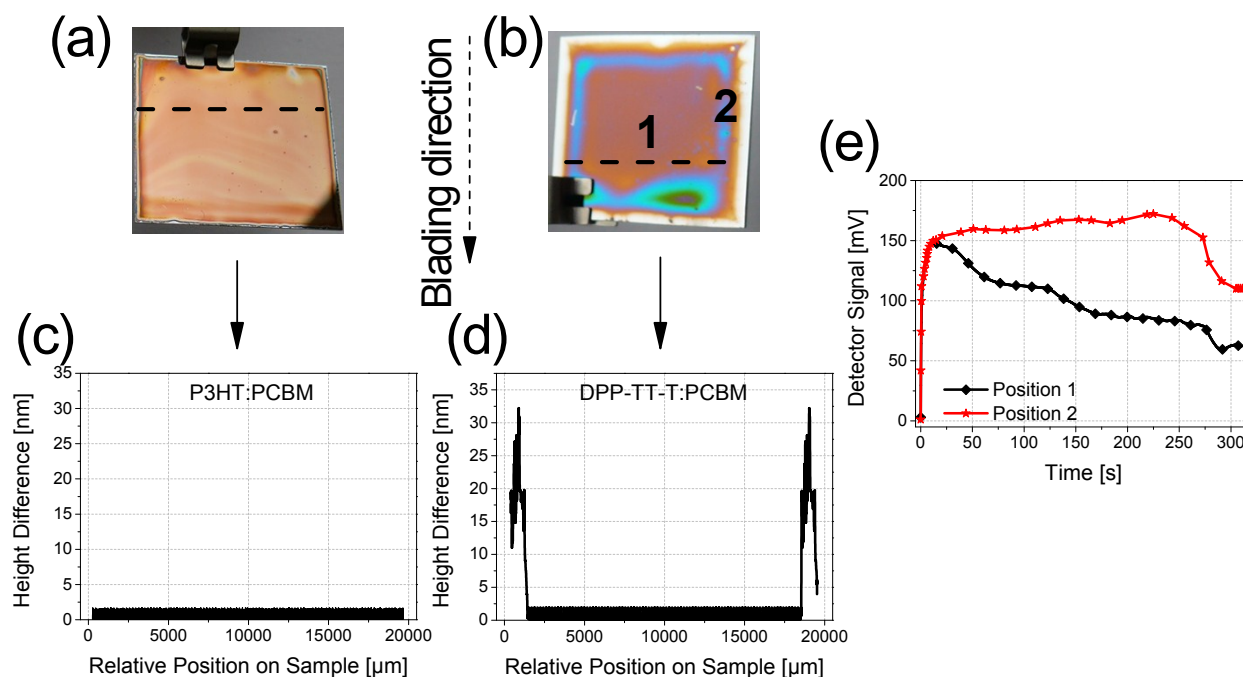 (a)
(b)
Blading direction
1
2
(c)
P3HT:PCBM
35
30
25
20
15
10
5
0
Height Difference [nm]
0 5000 10000 15000 20000
Relative Position on Sample [µm]
(d)
DPP-TT-T:PCBM
35
30
25
20
15
10
5
0
Height Difference [nm]
0 5000 10000 15000 20000
Relative Position on Sample [µm]
(e)
200
150
100
50
0
Detector Signal [mV]
Position 1
Position 2
0 50 100 150 200 250 300
Time [s]